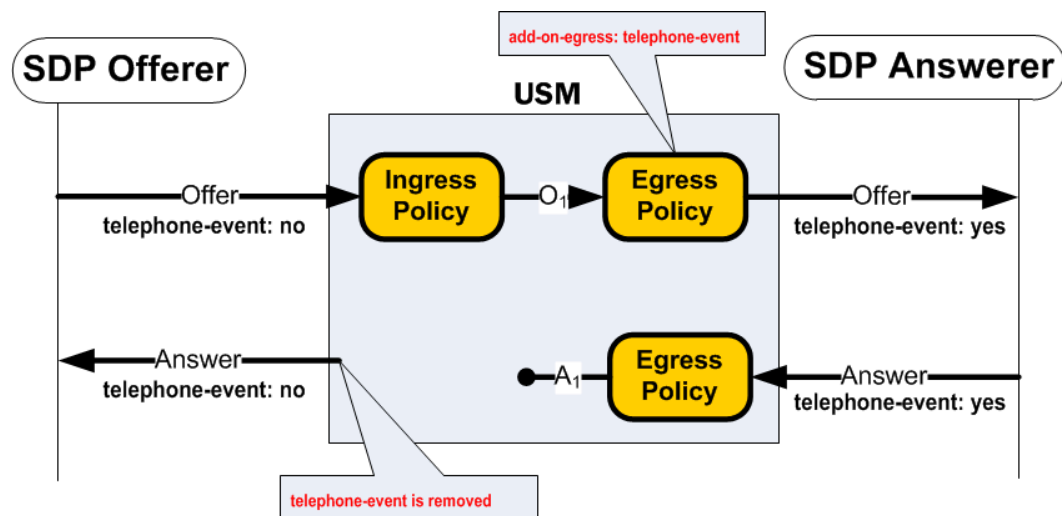 add-on-egress: telephone-event
SDP Offerer
SDP Answerer
USM
Ingress
Policy
Egress
Policy
Offer
O1
Offer
telephone-event: no
telephone-event: yes
Answer
telephone-event: no
A1
Egress
Policy
Answer
telephone-event: yes
telephone-event is removed